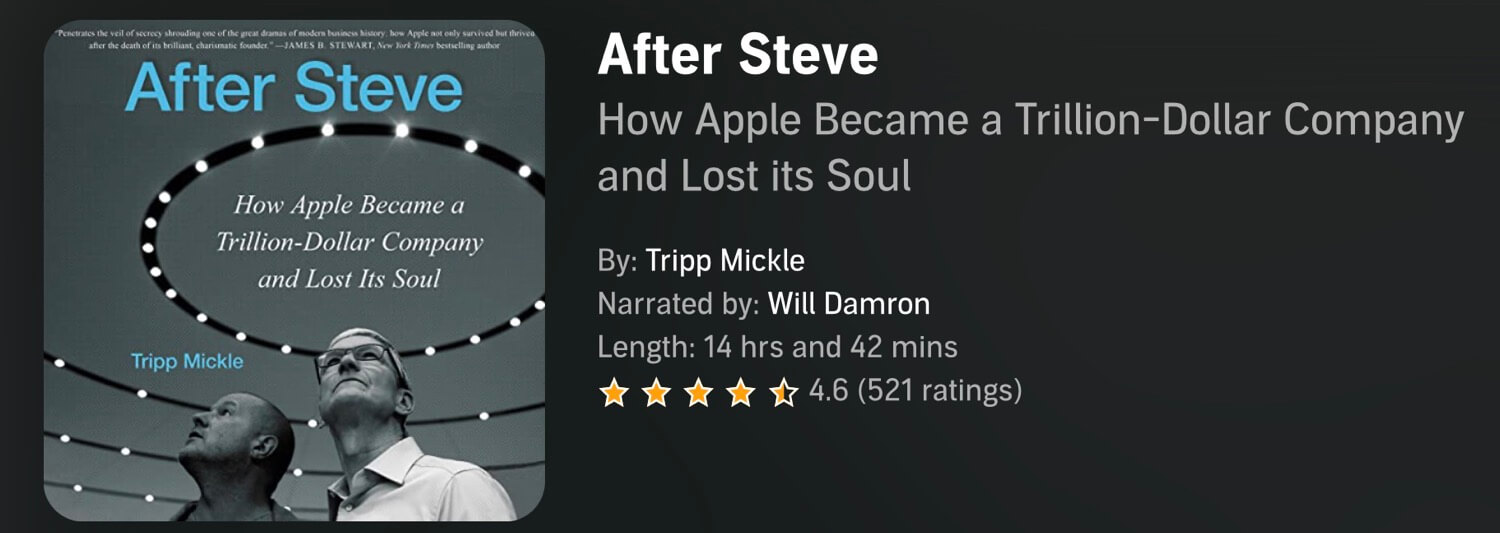 "Penetrates the veil of secrecy shrouding one of the great dramas of modern business history: how Apple not only survived but thrived
after the death of its brilliant, charismatic founder." —JAMES B. STEWART, New York Times bestselling author
After Steve
How Apple Became a
Trillion-Dollar Company
and Lost Its Soul
Tripp Mickle
After Steve
How Apple Became a Trillion-Dollar Company
and Lost its Soul
By: Tripp Mickle
Narrated by: Will Damron
Length: 14 hrs and 42 mins
4.6 (521 ratings)